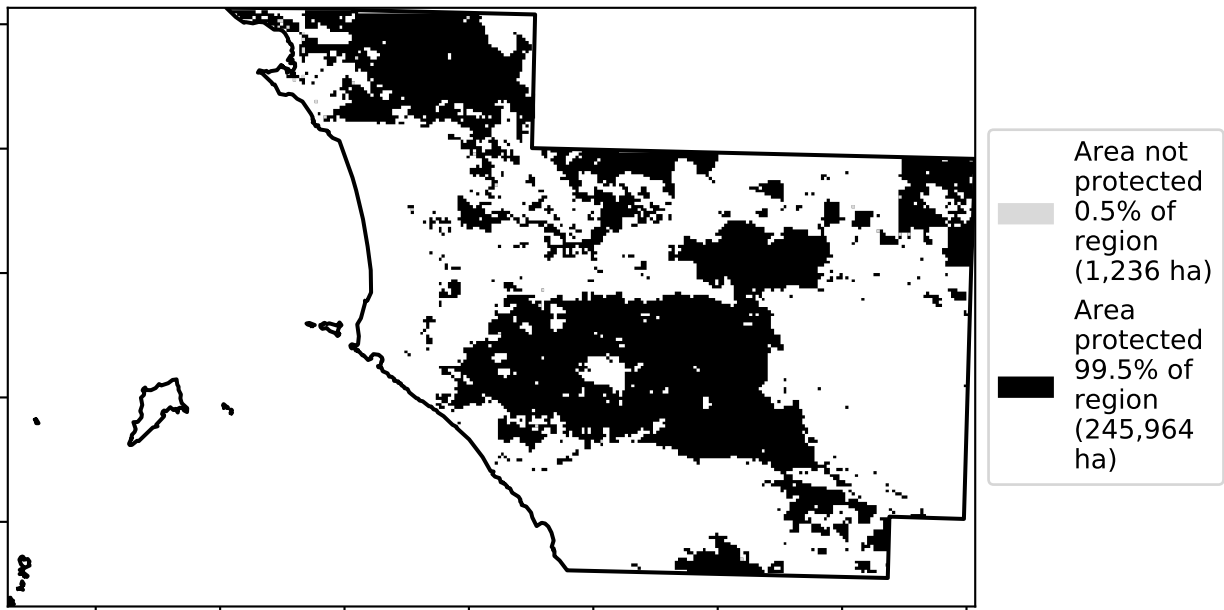 Area not
protected
0.5% of
region
(1,236 ha)
Area
protected
99.5% of
region
(245,964
ha)